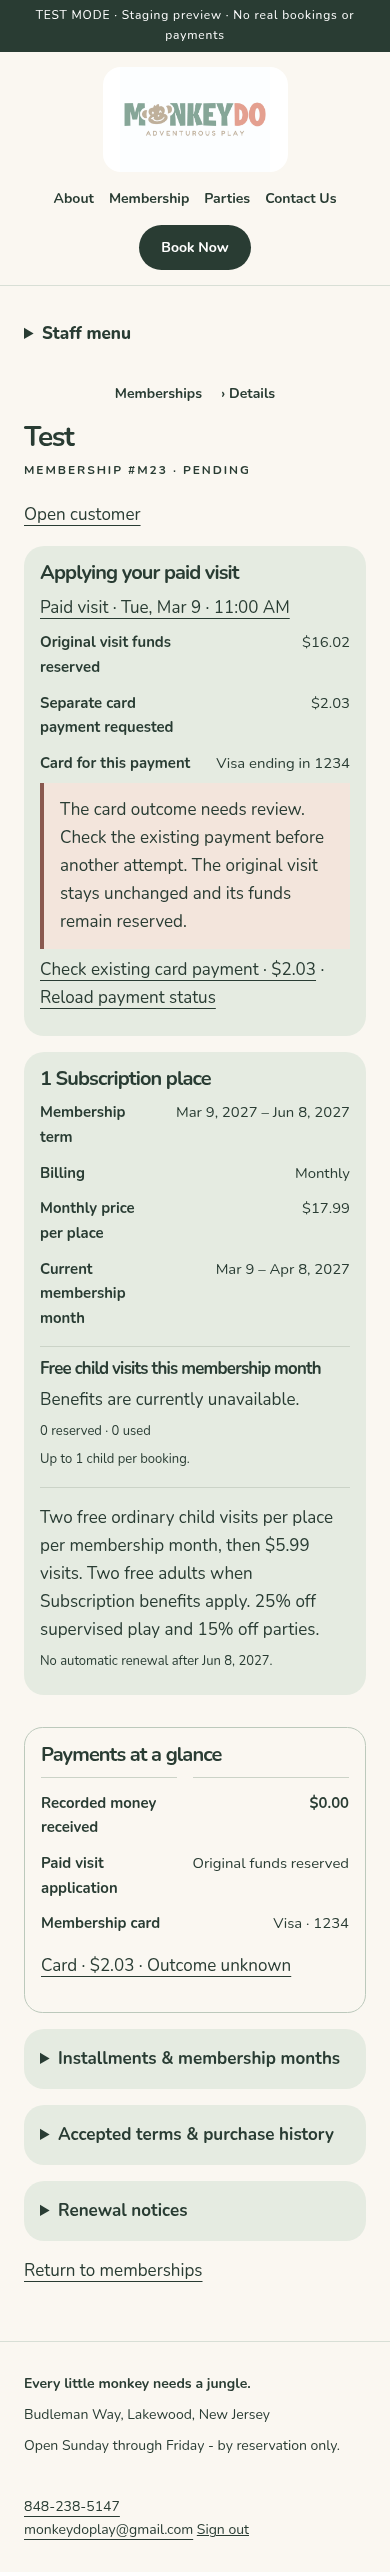 TEST MODE · Staging preview · No real bookings or
payments
MONKEYDO
ADVENTUROUS PLAY
About Membership Parties Contact Us
Book Now
Staff menu
Memberships › Details
Test
MEMBERSHIP #M23 · PENDING
Open customer
Applying your paid visit
Paid visit · Tue, Mar 9 · 11:00 AM
Original visit funds $16.02
reserved
Separate card $2.03
payment requested
Card for this payment Visa ending in 1234
The card outcome needs review.
Check the existing payment before
another attempt. The original visit
stays unchanged and its funds
remain reserved.
Check existing card payment · $2.03 ·
Reload payment status
1 Subscription place
Membership Mar 9, 2027 – Jun 8, 2027
term
Billing Monthly
Monthly price $17.99
per place
Current Mar 9 – Apr 8, 2027
membership
month
Free child visits this membership month
Benefits are currently unavailable.
0 reserved · 0 used
Up to 1 child per booking.
Two free ordinary child visits per place
per membership month, then $5.99
visits. Two free adults when
Subscription benefits apply. 25% off
supervised play and 15% off parties.
No automatic renewal after Jun 8, 2027.
Payments at a glance
Recorded money $0.00
received
Paid visit Original funds reserved
application
Membership card Visa · 1234
Card · $2.03 · Outcome unknown
Installments & membership months
Accepted terms & purchase history
Renewal notices
Return to memberships
Every little monkey needs a jungle.
Budleman Way, Lakewood, New Jersey
Open Sunday through Friday - by reservation only.
848-238-5147
monkeydoplay@gmail.com Sign out